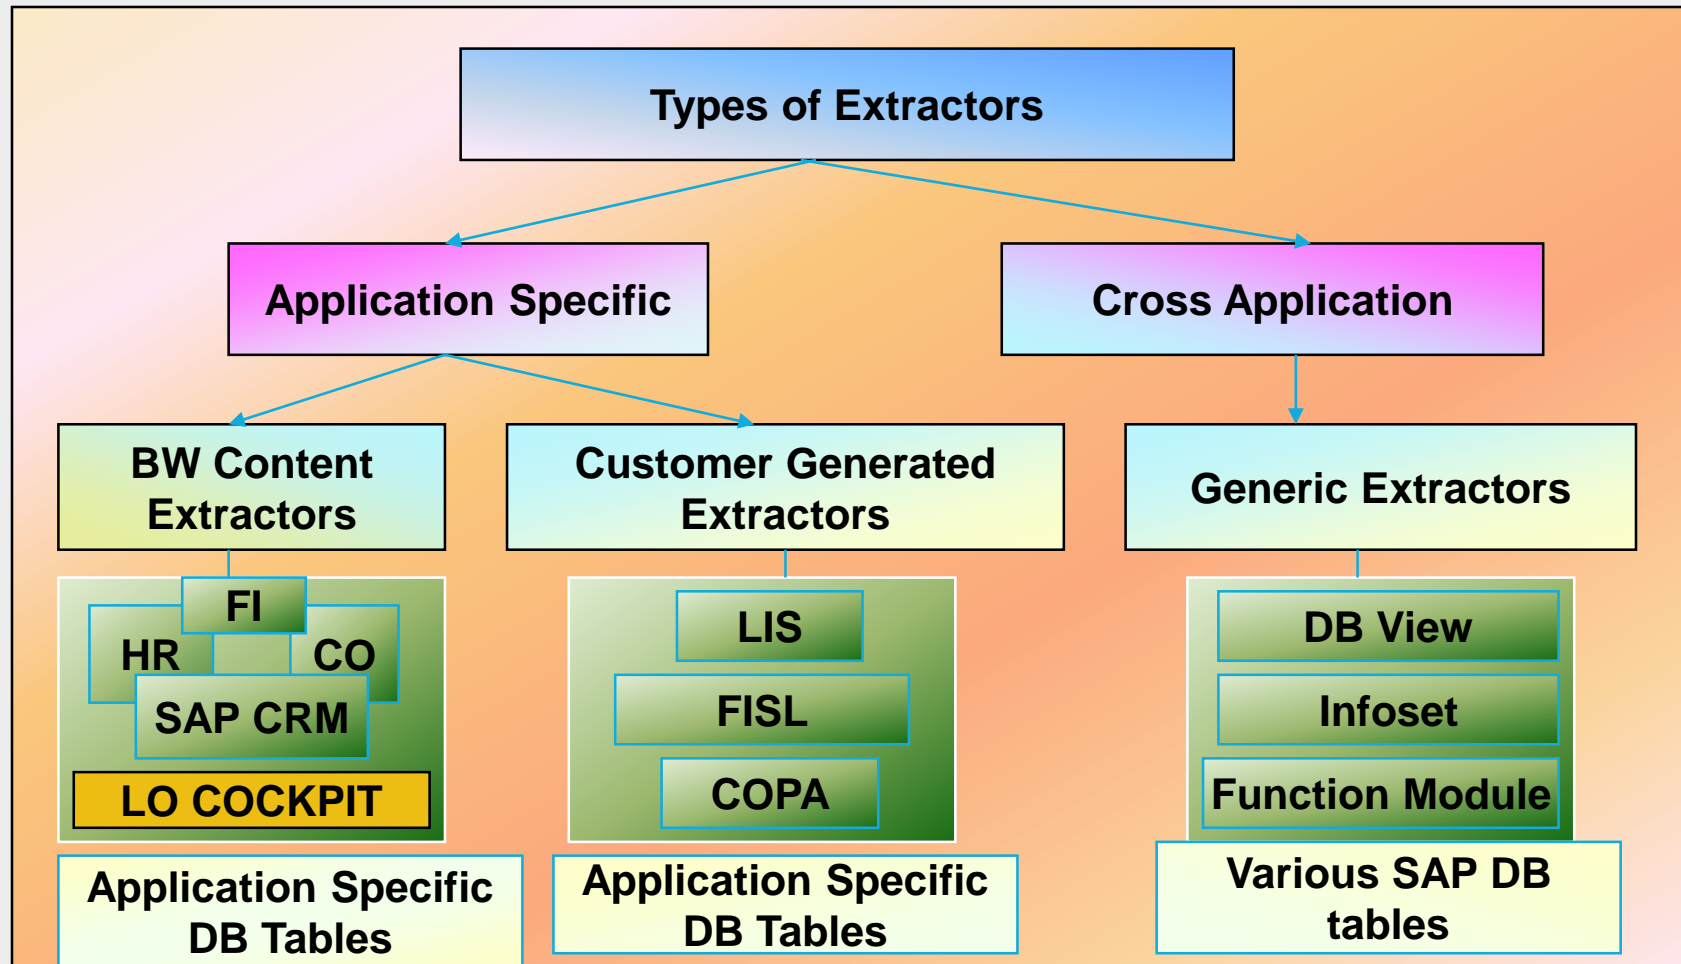 Types of Extractors
Application Specific
Cross Application
BW Content
Extractors
Customer Generated
Extractors
Generic Extractors
FI
HR
CO
SAP CRM
LO COCKPIT
LIS
FISL
COPA
DB View
Infoset
Function Module
Application Specific
DB Tables
Application Specific
DB Tables
Various SAP DB
tables